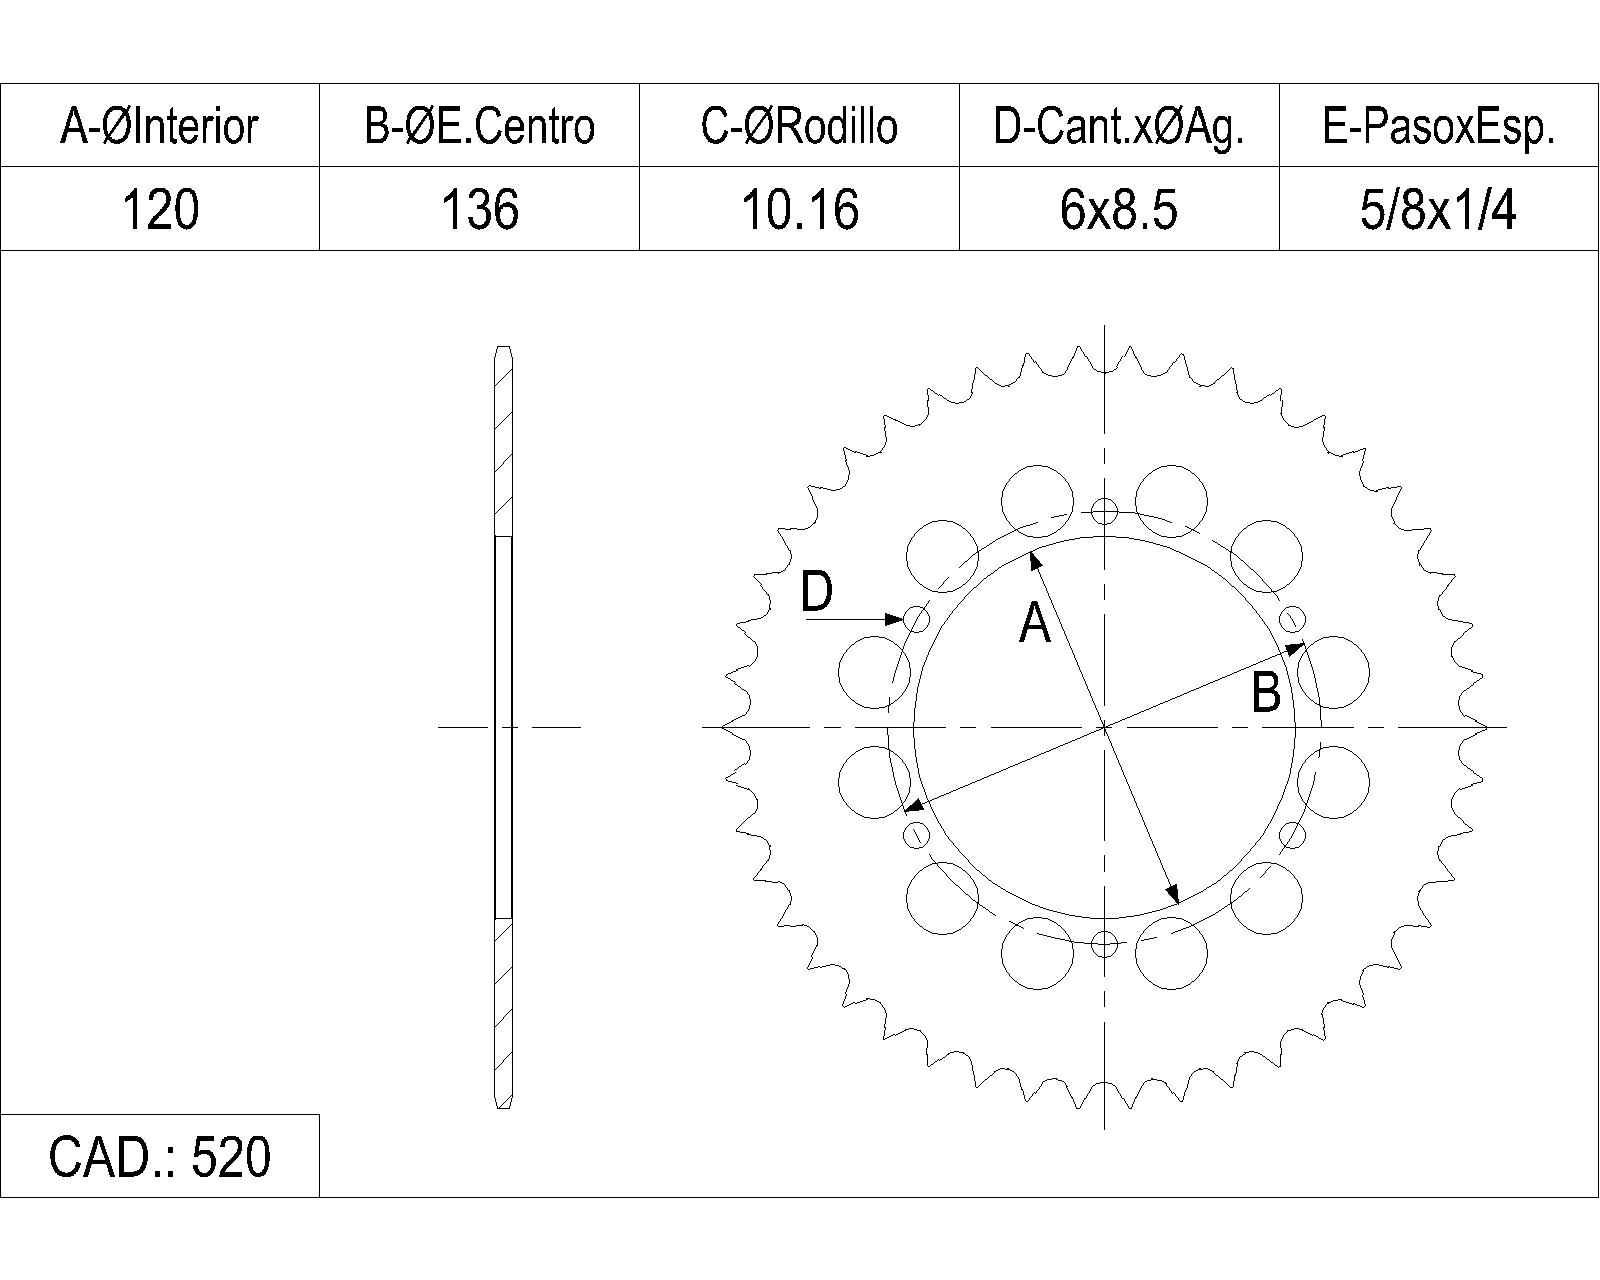 A-ØInterior B-ØE.Centro C-ØRodillo D-Cant.xØAg. E-PasoxEsp.
120 136 10.16 6x8.5 5/8x1/4
D
A
B
CAD.: 520